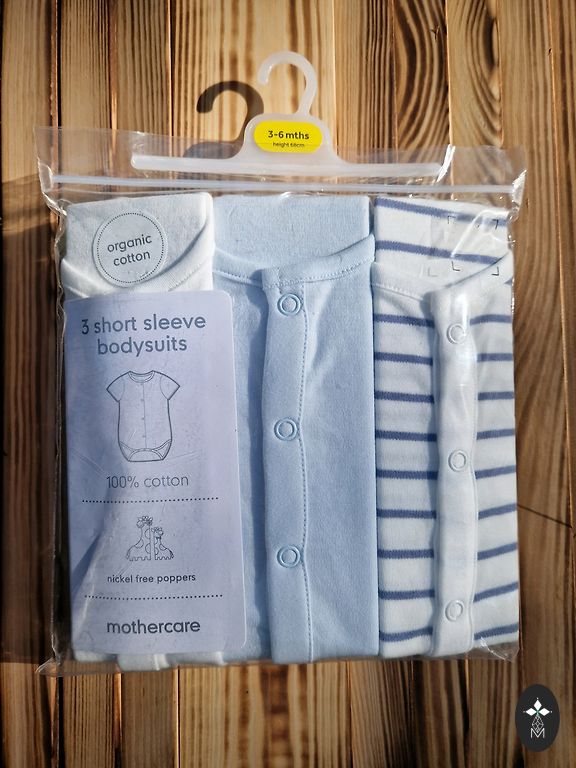 3-6 mths
height 68cm
organic
cotton
3 short sleeve
bodysuits
100% cotton
nickel free poppers
mothercare